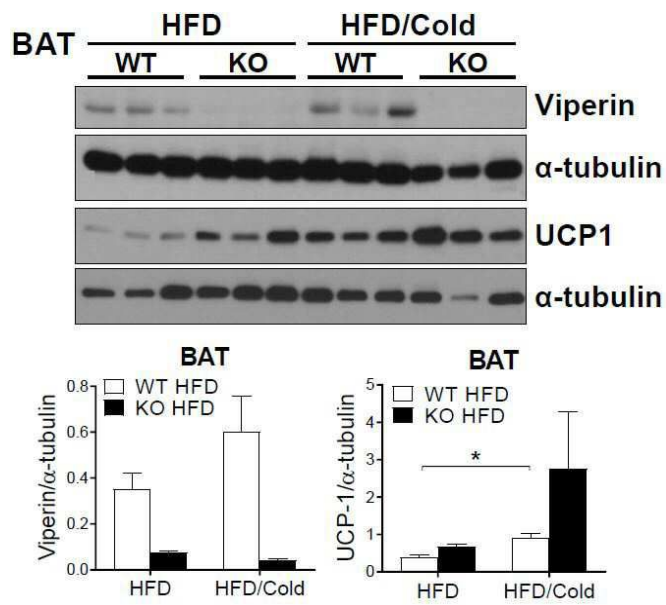 BAT
HFD HFD/Cold
WT KO WT KO
Viperin
α-tubulin
UCP1
α-tubulin
BAT
Viperin/α-tubulin
0.8
0.6
0.4
0.2
0.0
WT HFD
KO HFD
HFD HFD/Cold
BAT
UCP-1/α-tubulin
5
4
3
2
1
0
WT HFD
KO HFD
*
HFD HFD/Cold